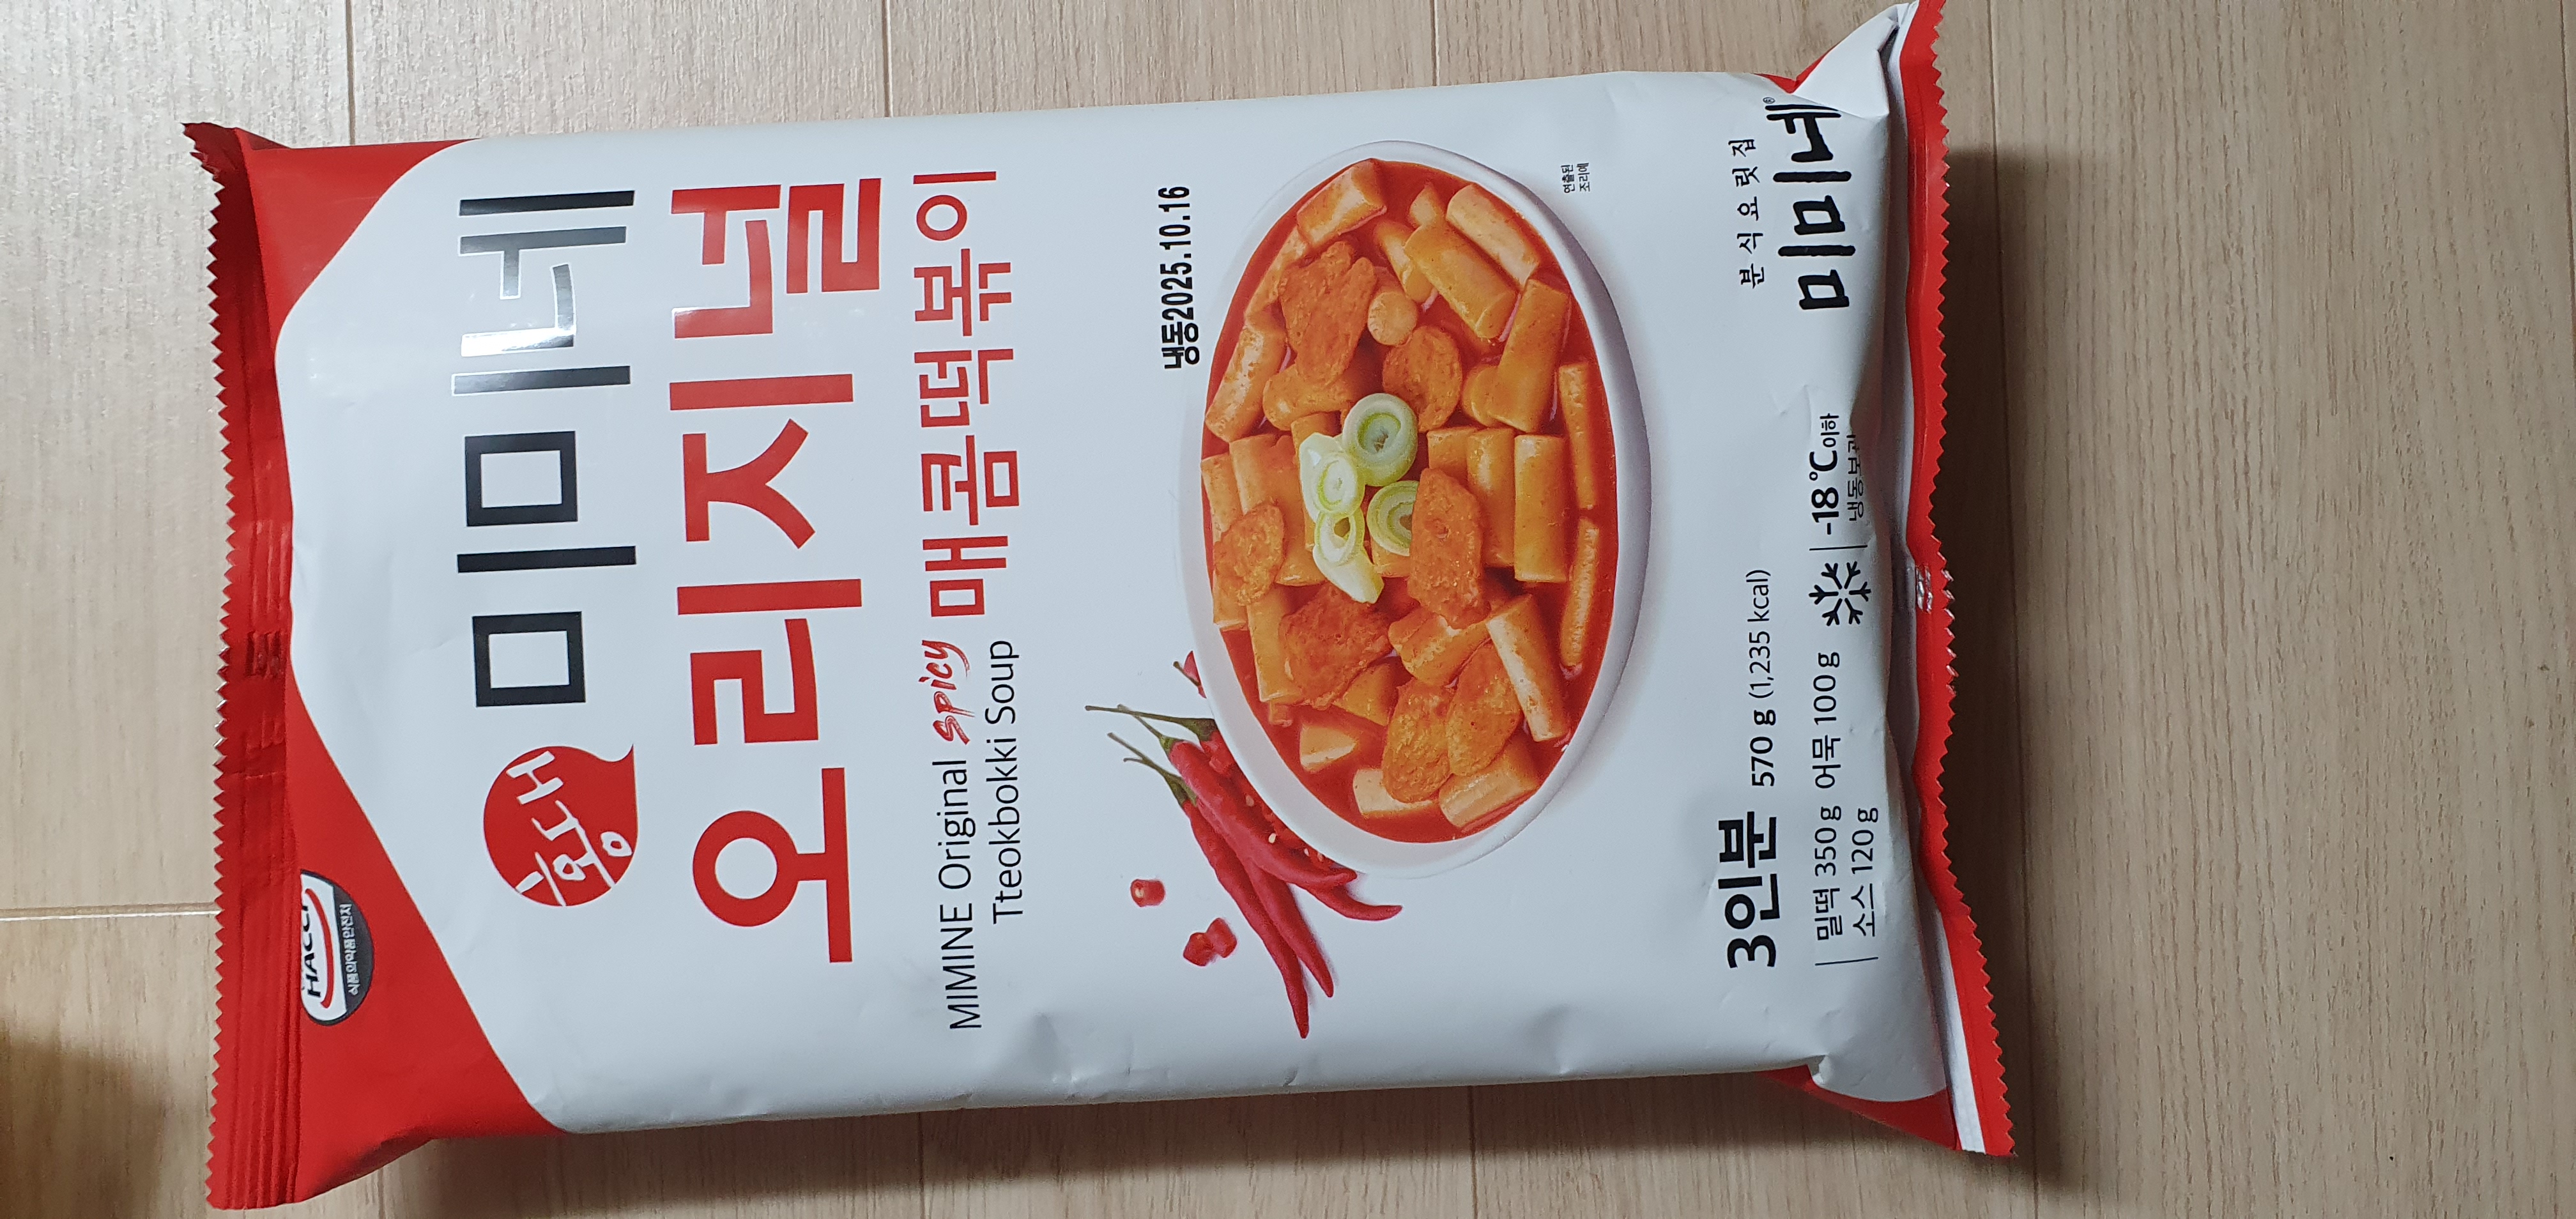 HACCP
식품의약품안전처
홍대
미미네
오리지널
MIMINE Original Spicy
Tteokbokki Soup
매콤떡볶이
냉동2025.10.16
연출된
조리예
3인분 570 g (1,235 kcal)
밀떡 350 g 어묵 100 g
소스 120 g
-18℃이하
냉동보관
분식요릿집
미미네®